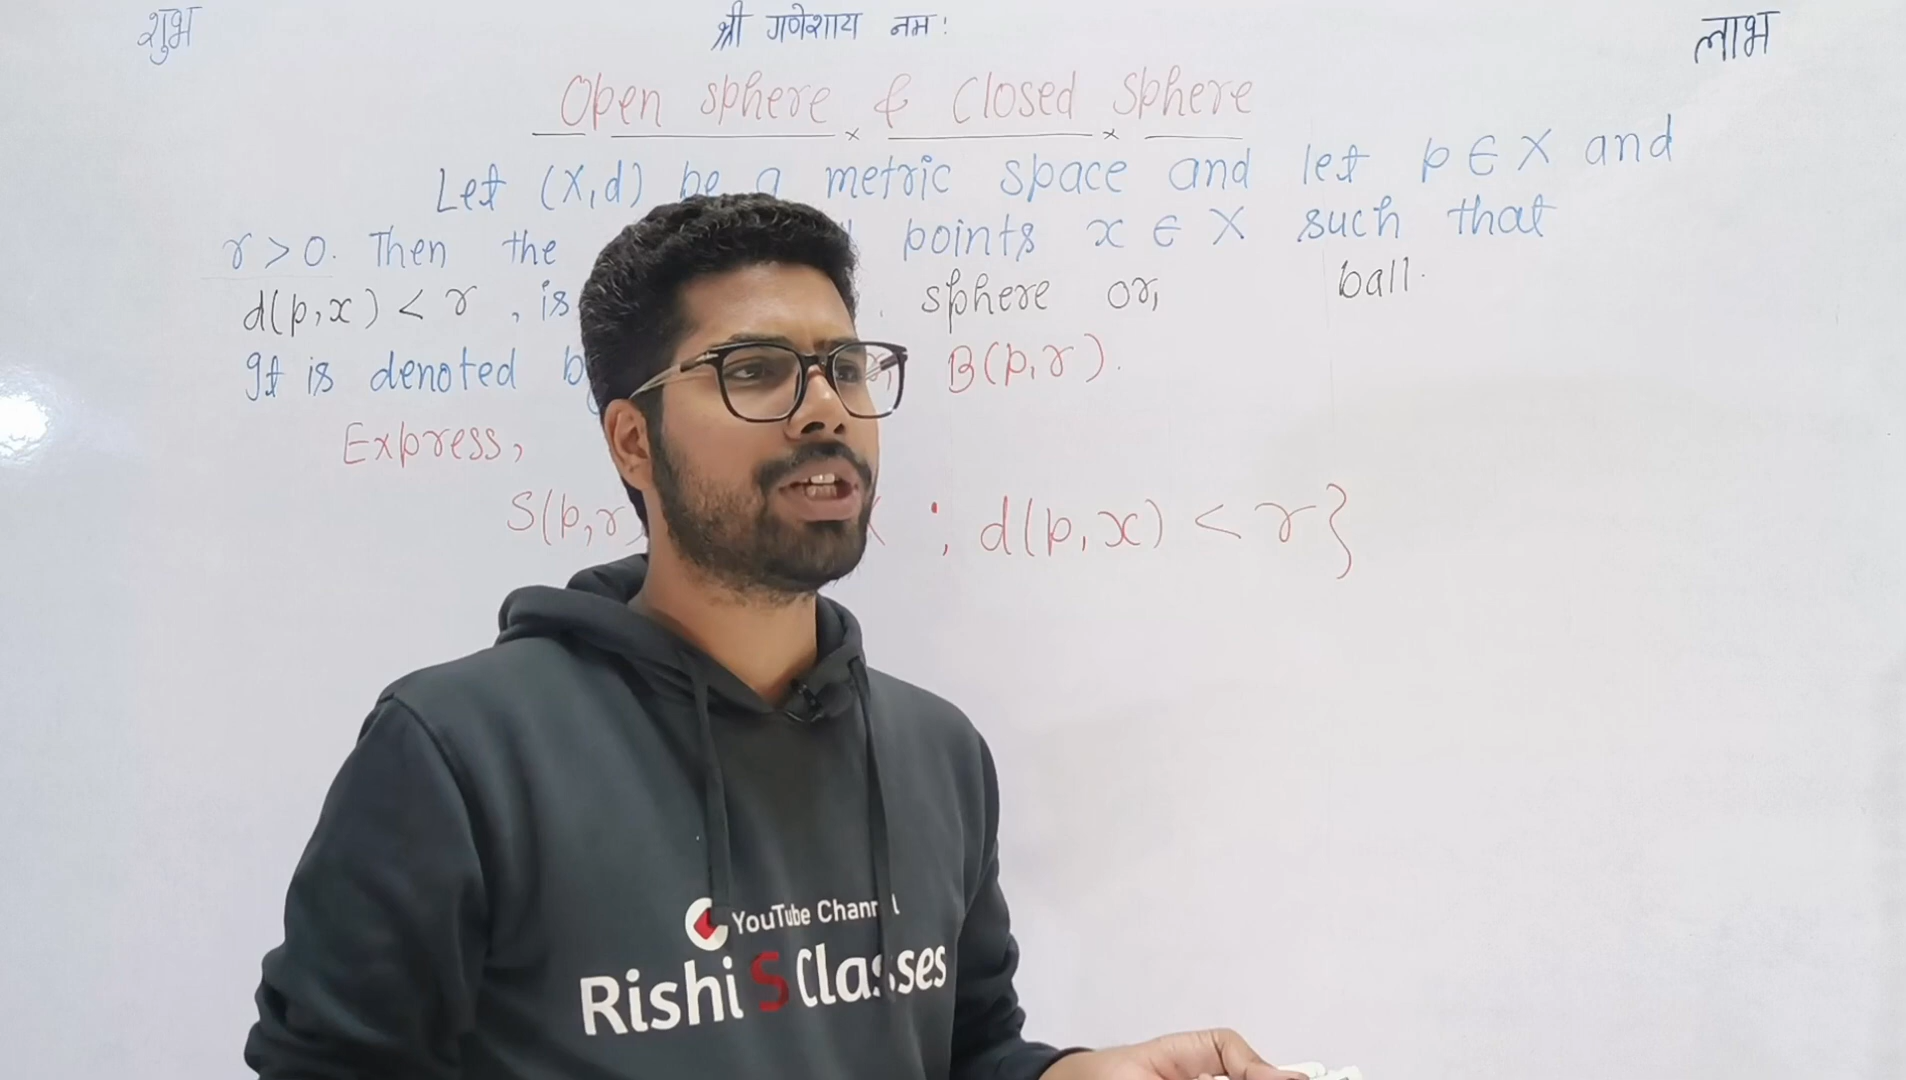 शुभ श्री गणेशाय नमः लाभ
Open sphere & Closed Sphere
Let (X,d) be a metric space and let p ∈ X and
r > 0. Then the points x ∈ X such that
d(p,x) < r , is sphere or, ball.
It is denoted B(p,r).
Express,
S(p,r) : d(p,x) < r}
YouTube Channel
Rishi S Classes